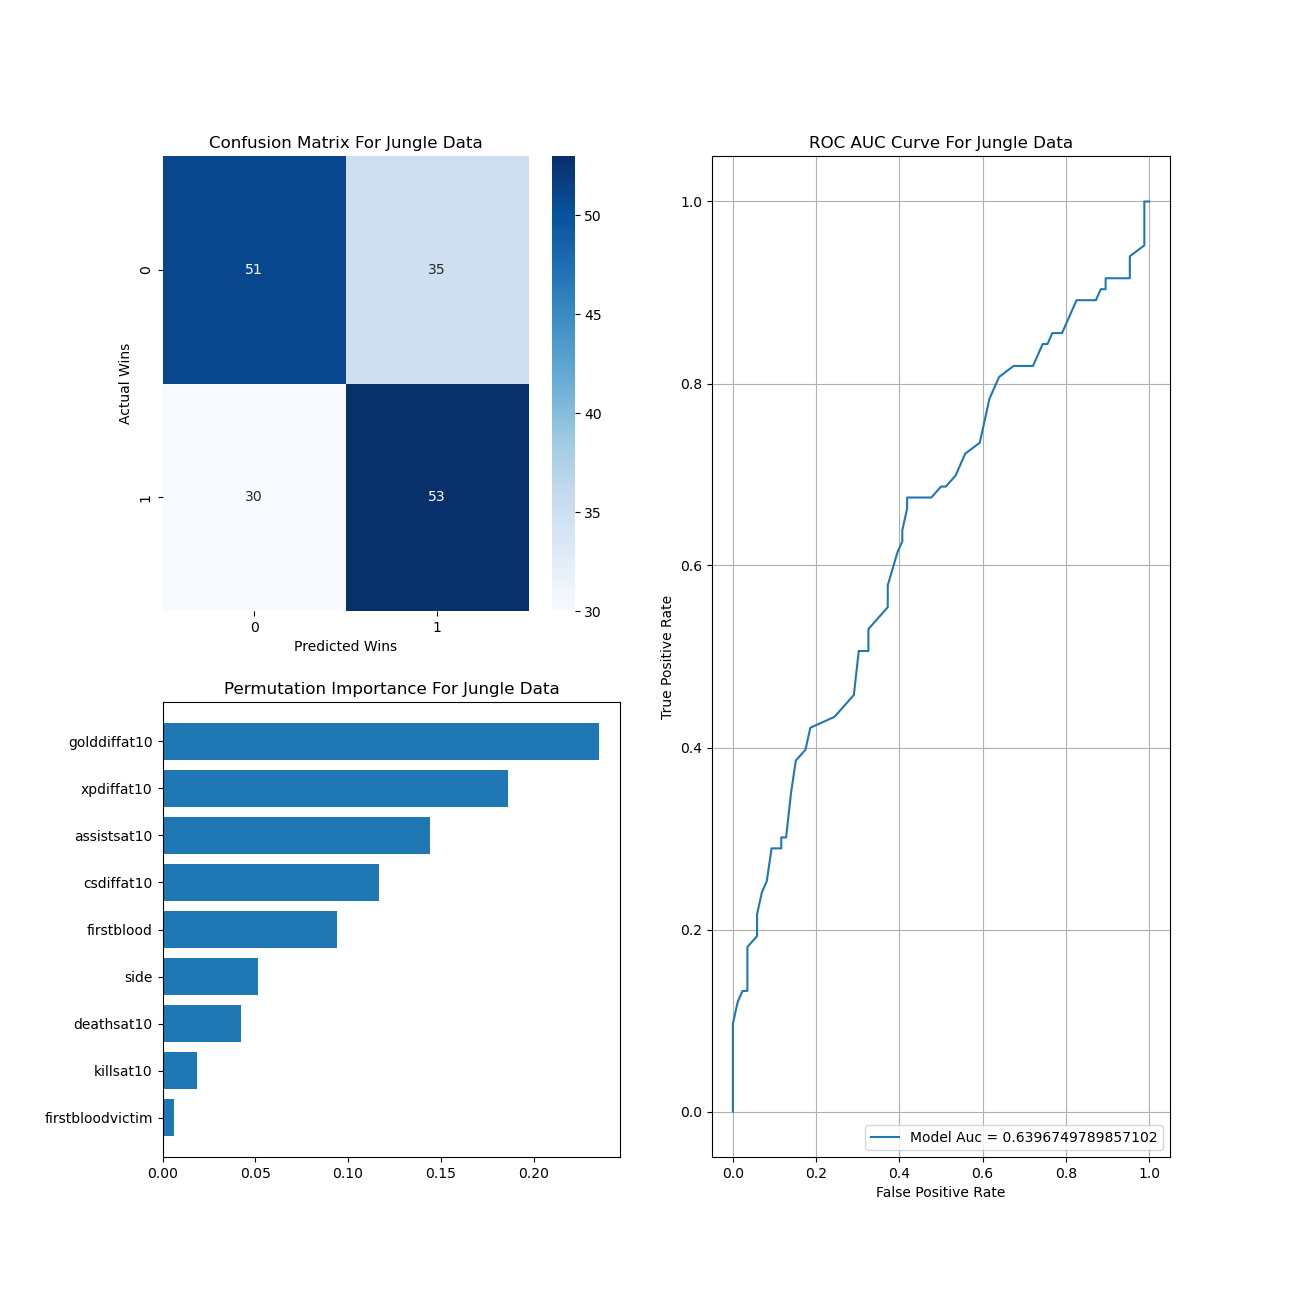 Confusion Matrix For Jungle Data
51
35
30
53
0
1
Actual Wins
0
1
Predicted Wins
50
45
40
35
30
Permutation Importance For Jungle Data
golddiffat10
xpdiffat10
assistsat10
csdiffat10
firstblood
side
deathsat10
killsat10
firstbloodvictim
0.00
0.05
0.10
0.15
0.20
ROC AUC Curve For Jungle Data
1.0
0.8
0.6
0.4
0.2
0.0
True Positive Rate
Model Auc = 0.6396749789857102
0.0
0.2
0.4
0.6
0.8
1.0
False Positive Rate